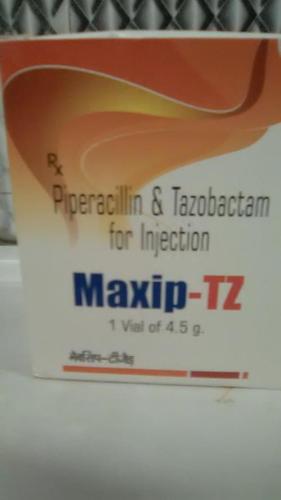 Rx
Piperacillin & Tazobactam
for Injection
Maxip-TZ
1 Vial of 4.5 g.
मैक्सिप-टीज़ेड